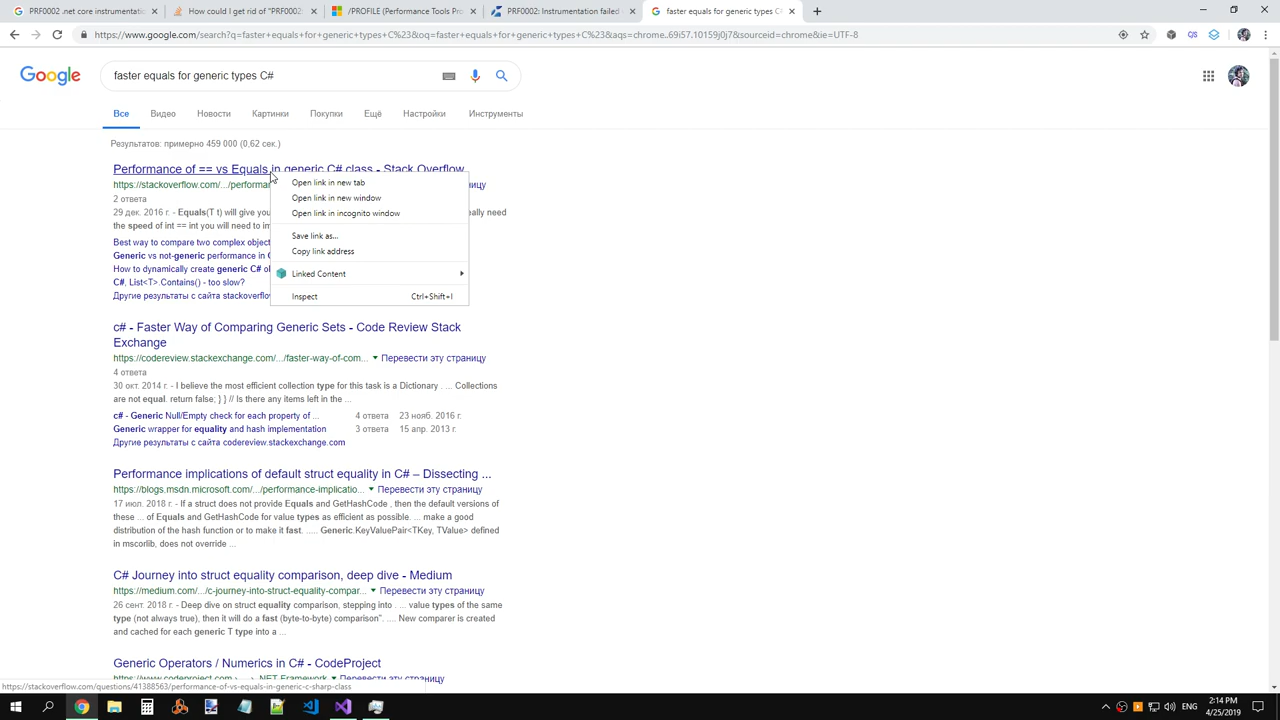 PRF0002 .net core instrumentation
How could I get rid of "PRF0002:
/PROFILE (Performance Tools Pro
PRF0002: Instrumentation failed
faster equals for generic types C#
https://www.google.com/search?q=faster+equals+for+generic+types+C%23&oq=faster+equals+for+generic+types+C%23&aqs=chrome..69i57.10159j0j7&sourceid=chrome&ie=UTF-8
Google
faster equals for generic types C#
Все
Видео
Новости
Картинки
Покупки
Ещё
Настройки
Инструменты
Результатов: примерно 459 000 (0,62 сек.)
Performance of == vs Equals in generic C# class - Stack Overflow
https://stackoverflow.com/.../performan
ицу
2 ответа
29 дек. 2016 г. - Equals(T t) will give you
ally need
the speed of int == int you will need to im
Best way to compare two complex object
Generic vs not-generic performance in C
How to dynamically create generic C# ob
C#, List<T>.Contains() - too slow?
Другие результаты с сайта stackoverflo
Open link in new tab
Open link in new window
Open link in incognito window
Save link as...
Copy link address
Linked Content
Inspect Ctrl+Shift+I
c# - Faster Way of Comparing Generic Sets - Code Review Stack
Exchange
https://codereview.stackexchange.com/.../faster-way-of-com... Перевести эту страницу
4 ответа
30 окт. 2014 г. - I believe the most efficient collection type for this task is a Dictionary . ... Collections
are not equal. return false; } } // Is there any items left in the ...
c# - Generic Null/Empty check for each property of ... 4 ответа 23 нояб. 2016 г.
Generic wrapper for equality and hash implementation 3 ответа 15 апр. 2013 г.
Другие результаты с сайта codereview.stackexchange.com
Performance implications of default struct equality in C# – Dissecting ...
https://blogs.msdn.microsoft.com/.../performance-implicatio... Перевести эту страницу
17 июл. 2018 г. - If a struct does not provide Equals and GetHashCode , then the default versions of
these ... of Equals and GetHashCode for value types as efficient as possible. ... make a good
distribution of the hash function or to make it fast. ..... Generic.KeyValuePair<TKey, TValue> defined
in mscorlib, does not override ...
C# Journey into struct equality comparison, deep dive - Medium
https://medium.com/.../c-journey-into-struct-equality-compar... Перевести эту страницу
26 сент. 2018 г. - Deep dive on struct equality comparison, stepping into . ... value types of the same
type (not always true), then it will do a fast (byte-to-byte) comparison”. .... New comparer is created
and cached for each generic T type into a ...
Generic Operators / Numerics in C# - CodeProject
https://www.codeproject.com › ... › .NET Framework Перевести эту страницу
https://stackoverflow.com/questions/41388563/performance-of-vs-equals-in-generic-c-sharp-class
ENG
2:14 PM
4/25/2019